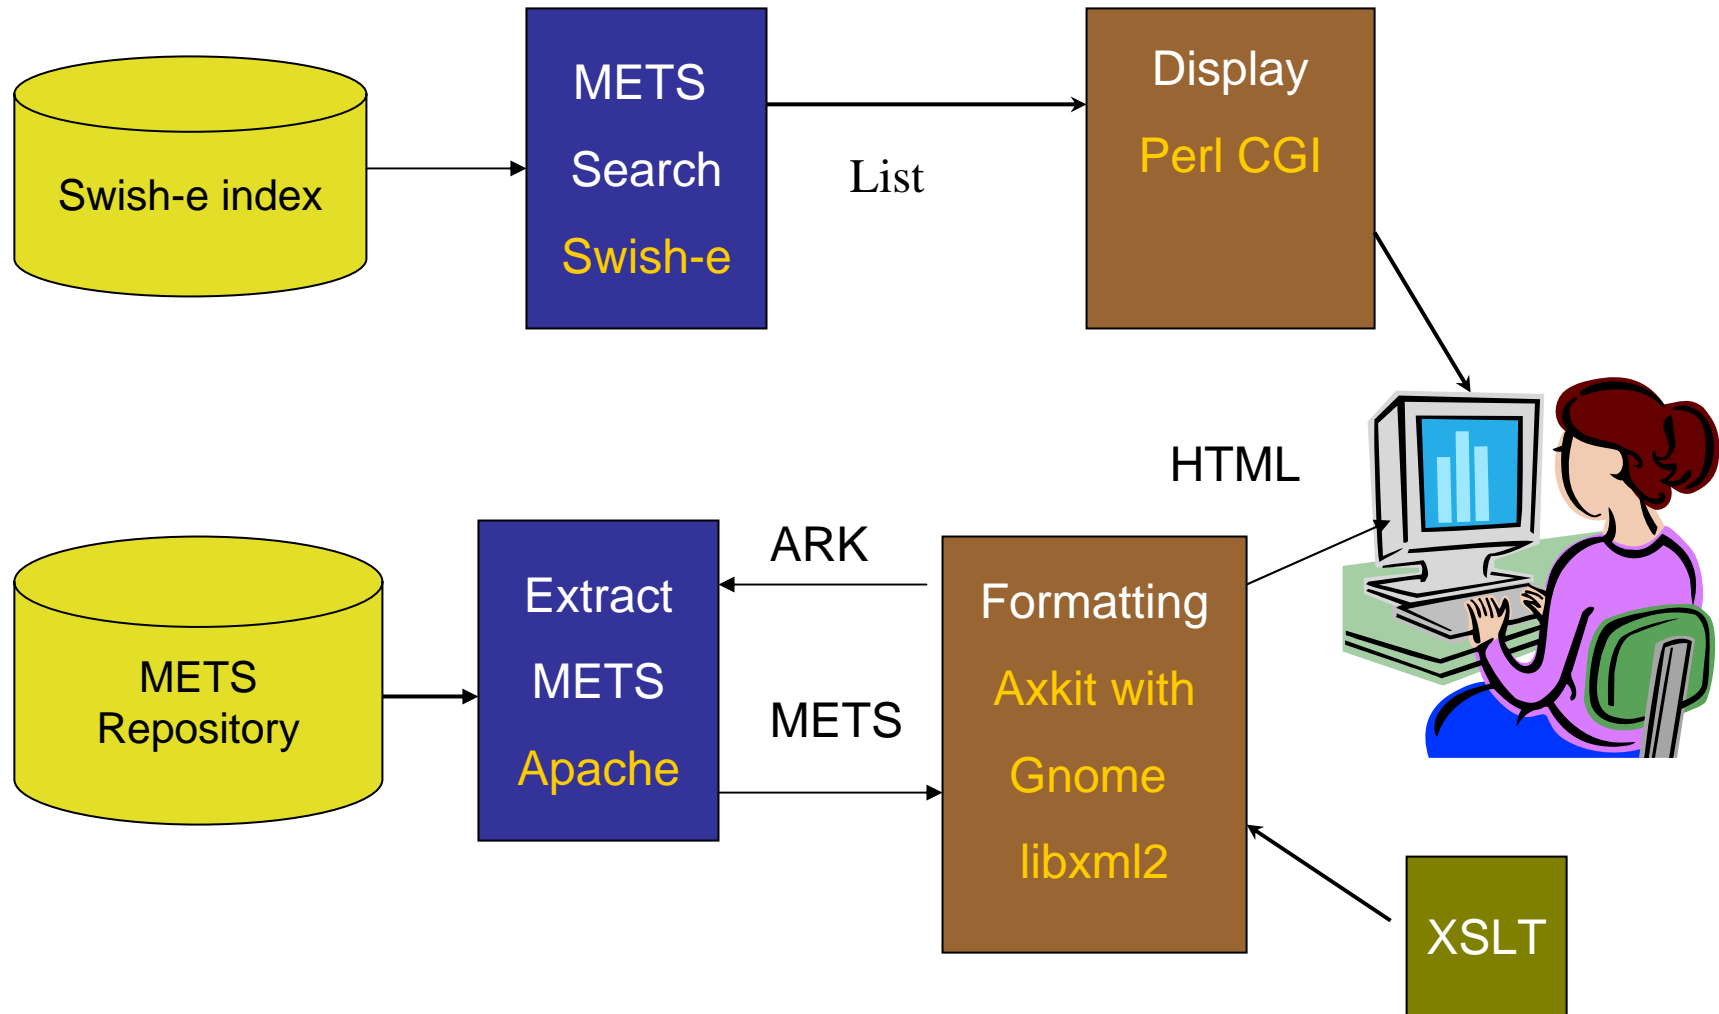 Swish-e index
METS
Search
Swish-e
List
Display
Perl CGI
HTML
METS
Repository
Extract
METS
Apache
ARK
METS
Formatting
Axkit with
Gnome
libxml2
XSLT